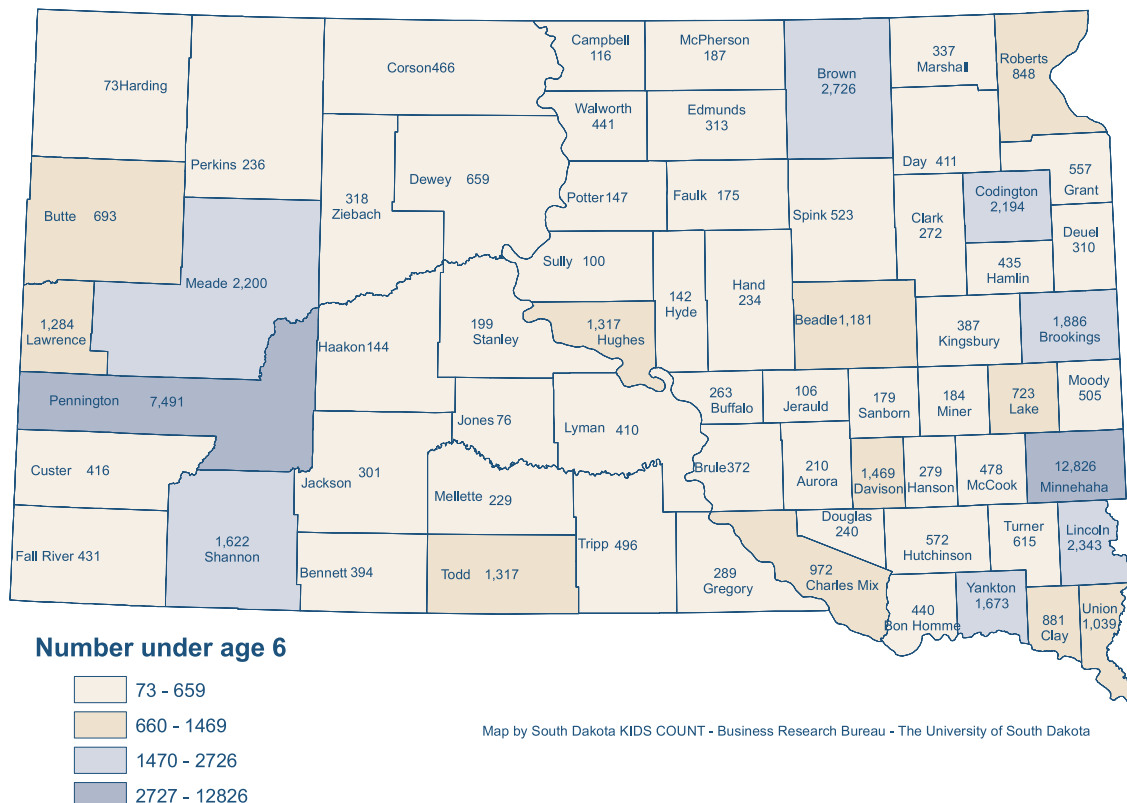 Campbell
116
McPherson
187
337
Marshall
Roberts
848
Corson466
Brown
2,726
73Harding
Walworth
441
Edmunds
313
Perkins 236
Day 411
557
Grant
Dewey 659
318
Ziebach
Potter147
Faulk 175
Codington
2,194
Butte 693
Spink 523
Clark
272
Deuel
310
Sully 100
435
Hamlin
Meade 2,200
142
Hyde
Hand
234
1,284
Lawrence
199
Stanley
1,317
Hughes
Beadle1,181
387
Kingsbury
1,886
Brookings
Haakon144
Pennington 7,491
263
Buffalo
106
Jerauld
179
Sanborn
184
Miner
723
Lake
Moody
505
Jones 76
Lyman 410
Custer 416
301
Jackson
Brule372
210
Aurora
1,469
Davison
279
Hanson
478
McCook
12,826
Minnehaha
Mellette
229
Douglas
240
Turner
615
Lincoln
2,343
Fall River 431
1,622
Shannon
Tripp 496
572
Hutchinson
Bennett 394
Todd 1,317
289
Gregory
972
Charles Mix
Yankton
1,673
440
Bon Homme
881
Clay
Union
1,039
Number under age 6
73 - 659
660 - 1469
1470 - 2726
2727 - 12826
Map by South Dakota KIDS COUNT - Business Research Bureau - The University of South Dakota